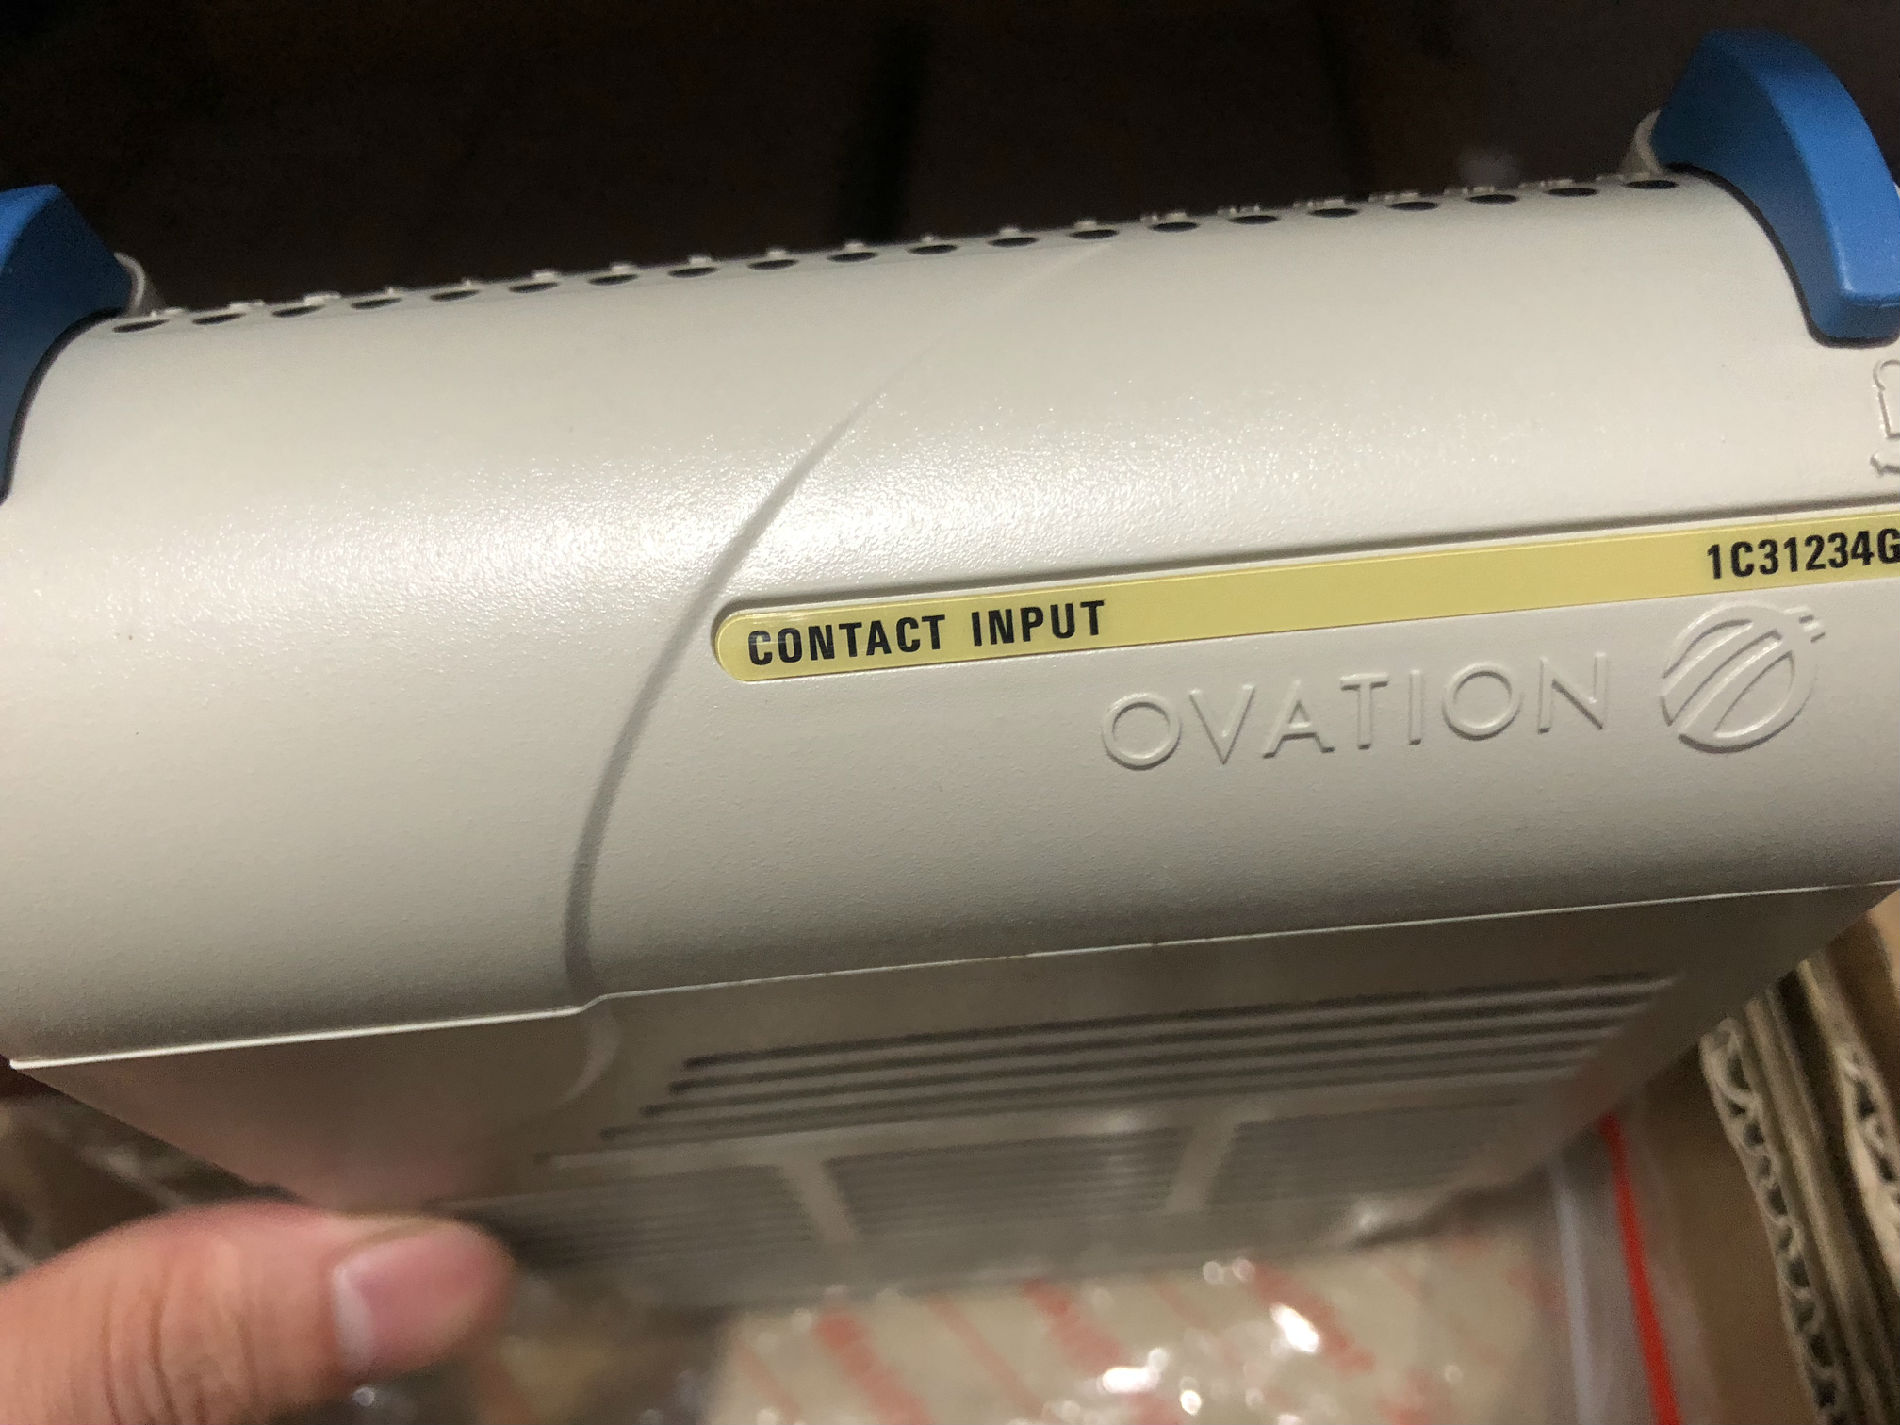 CONTACT INPUT 1C31234G
OVATION